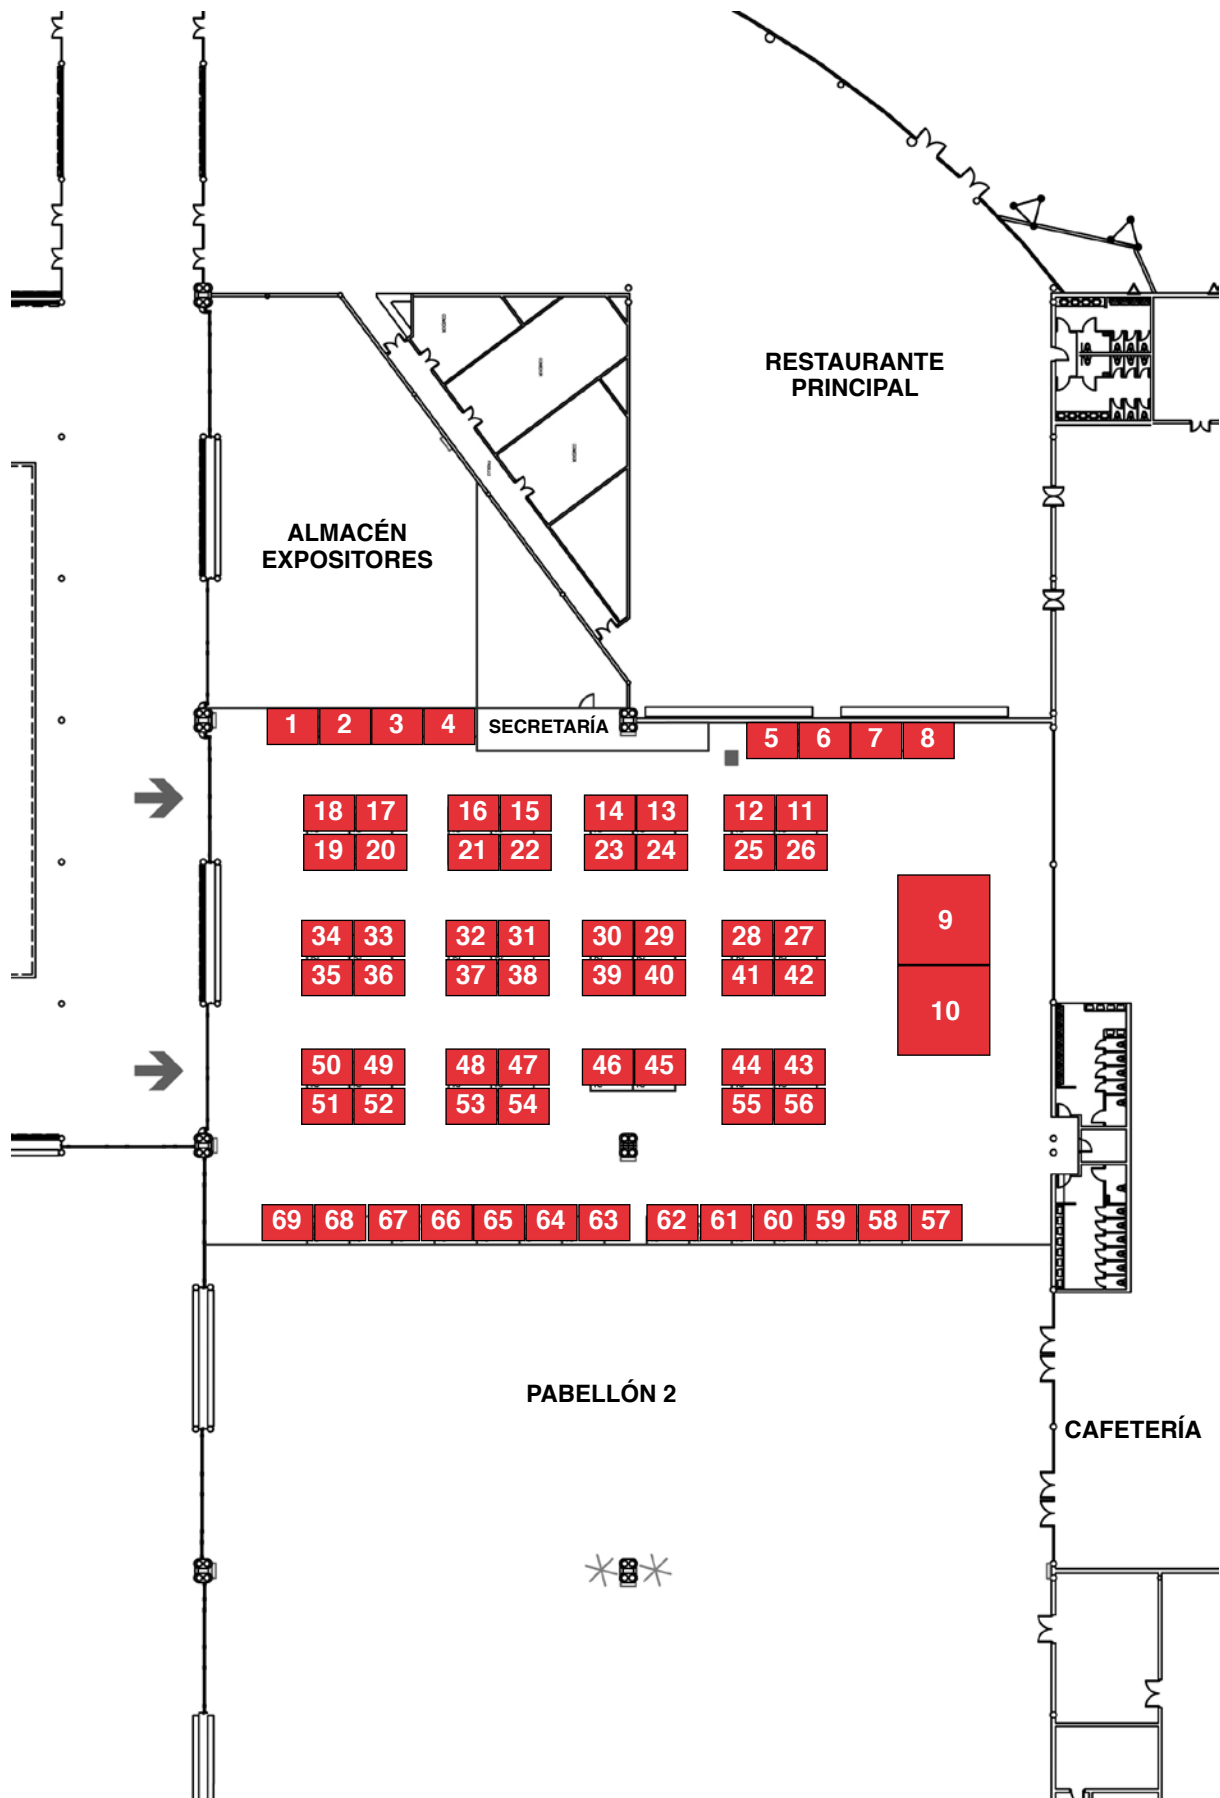 RESTAURANTE
PRINCIPAL
ALMACÉN
EXPOSITORES
1 2 3 4
SECRETARÍA
5 6 7 8
18 17 16 15 14 13 12 11
19 20 21 22 23 24 25 26
9
34 33 32 31 30 29 28 27
35 36 37 38 39 40 41 42
10
50 49 48 47 46 45 44 43
51 52 53 54 55 56
69 68 67 66 65 64 63 62 61 60 59 58 57
PABELLÓN 2
CAFETERÍA